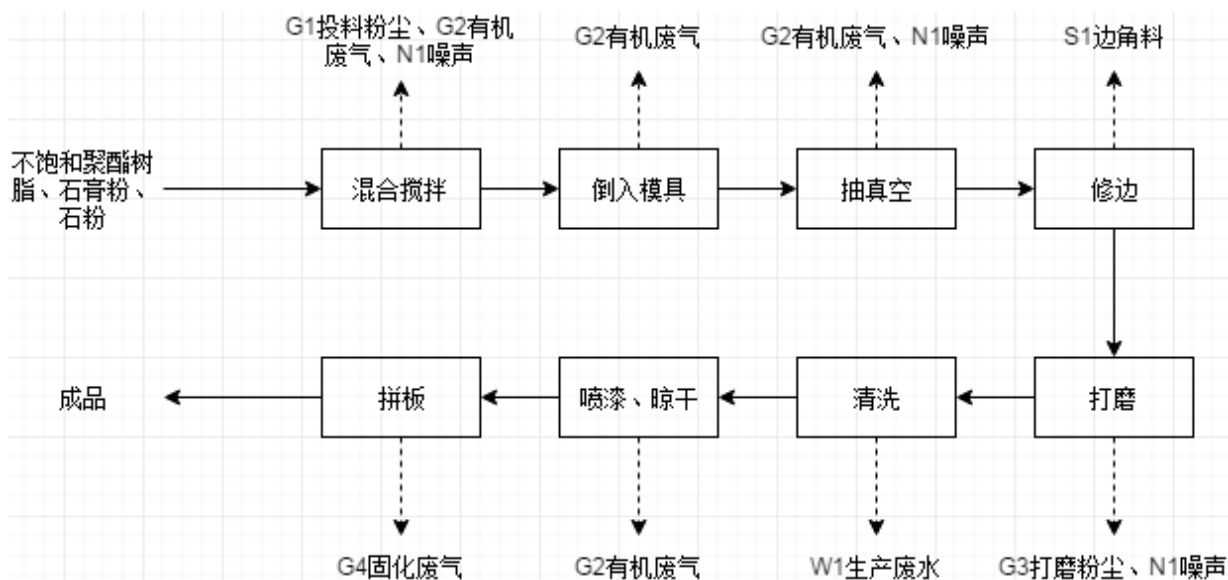 G1投料粉尘、G2有机
废气、N1噪声
G2有机废气
G2有机废气、N1噪声
S1边角料
不饱和聚酯树
脂、石膏粉、
石粉
混合搅拌
倒入模具
抽真空
修边
成品
拼板
喷漆、晾干
清洗
打磨
G4固化废气
G2有机废气
W1生产废水
G3打磨粉尘、N1噪声